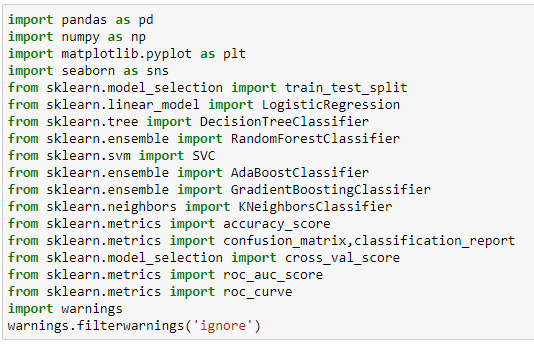 import pandas as pd
import numpy as np
import matplotlib.pyplot as plt
import seaborn as sns
from sklearn.model_selection import train_test_split
from sklearn.linear_model import LogisticRegression
from sklearn.tree import DecisionTreeClassifier
from sklearn.ensemble import RandomForestClassifier
from sklearn.svm import SVC
from sklearn.ensemble import AdaBoostClassifier
from sklearn.ensemble import GradientBoostingClassifier
from sklearn.neighbors import KNeighborsClassifier
from sklearn.metrics import accuracy_score
from sklearn.metrics import confusion_matrix,classification_report
from sklearn.model_selection import cross_val_score
from sklearn.metrics import roc_auc_score
from sklearn.metrics import roc_curve
import warnings
warnings.filterwarnings('ignore')